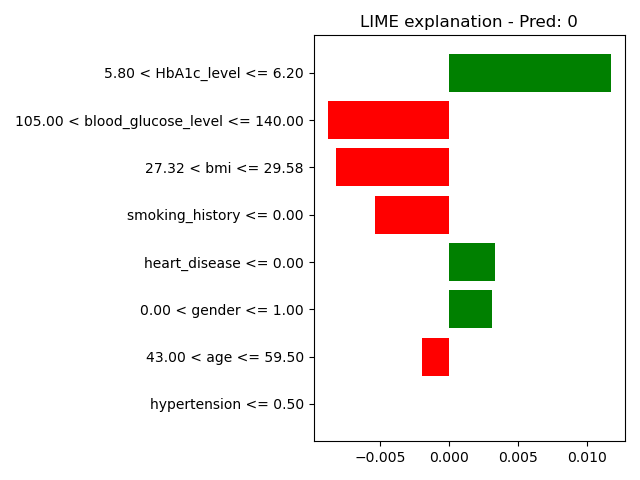 LIME explanation - Pred: 0
5.80 < HbA1c_level <= 6.20
105.00 < blood_glucose_level <= 140.00
27.32 < bmi <= 29.58
smoking_history <= 0.00
heart_disease <= 0.00
0.00 < gender <= 1.00
43.00 < age <= 59.50
hypertension <= 0.50
−0.005 0.000 0.005 0.010